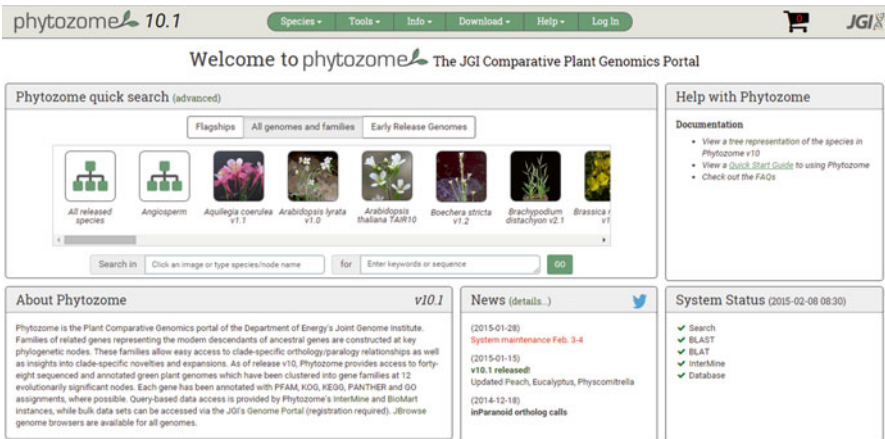 phytozome 10.1
Species Tools Info Download Help Log In
0
JGI
Welcome to phytozome The JGI Comparative Plant Genomics Portal
Phytozome quick search (advanced)
Flagships All genomes and families Early Release Genomes
All released species
Angiosperm
Aquilegia coerulea v1.1
Arabidopsis lyrata v1.0
Arabidopsis thaliana TAIR10
Boechera stricta v1.2
Brachypodium distachyon v2.1
Brassica
Search in Click an image or type species/node name for Enter keywords or sequence GO
Help with Phytozome
Documentation
View a tree representation of the species in
Phytozome v10
View a Quick Start Guide to using Phytozome
Check out the FAQs
About Phytozome v10.1
Phytozome is the Plant Comparative Genomics portal of the Department of Energy's Joint Genome Institute.
Families of related genes representing the modern descendants of ancestral genes are constructed at key
phylogenetic nodes. These families allow easy access to clade-specific orthology/paralogy relationships as well
as insights into clade-specific novelties and expansions. As of release v10, Phytozome provides access to forty-
eight sequenced and annotated green plant genomes which have been clustered into gene families at 12
evolutionarily significant nodes. Each gene has been annotated with PFAM, KOG, KEGG, PANTHER and GO
assignments, where possible. Query-based data access is provided by Phytozome's InterMine and BioMart
instances, while bulk data sets can be accessed via the JGI's Genome Portal (registration required). JBrowse
genome browsers are available for all genomes.
News (details...)
(2015-01-28)
System maintenance Feb. 3-4
(2015-01-15)
v10.1 released!
Updated Peach, Eucalyptus, Physcomitrella
(2014-12-18)
inParanoid ortholog calls
System Status (2015-02-08 08:30)
Search
BLAST
BLAT
InterMine
Database